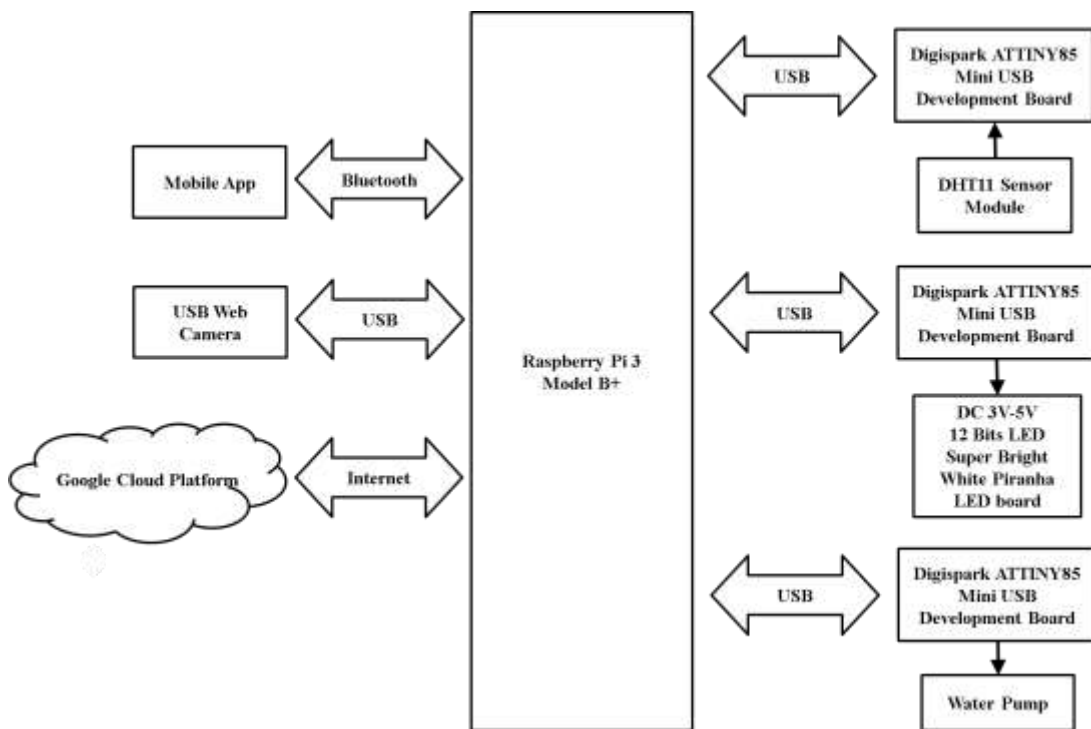 Mobile App
Bluetooth
USB Web
Camera
USB
Google Cloud Platform
Internet
Raspberry Pi 3
Model B+
USB
Digispark ATTINY85
Mini USB
Development Board
DHT11 Sensor
Module
USB
Digispark ATTINY85
Mini USB
Development Board
DC 3V-5V
12 Bits LED
Super Bright
White Piranha
LED board
USB
Digispark ATTINY85
Mini USB
Development Board
Water Pump